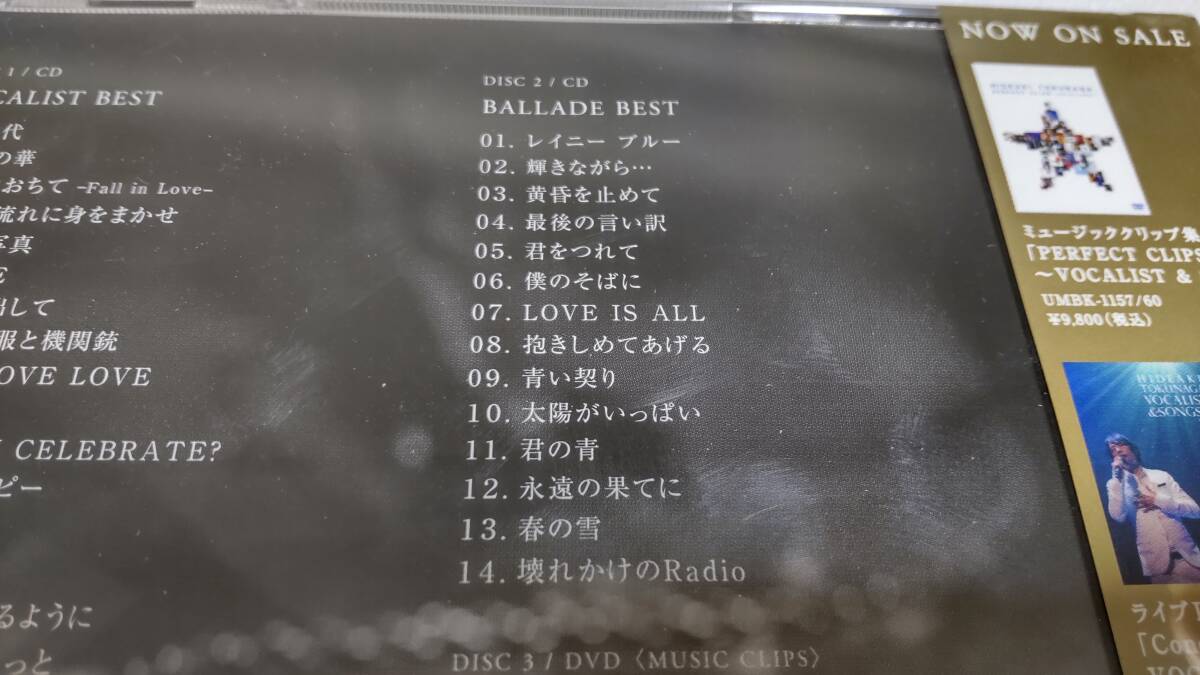 1 / CD
CALIST BEST
代
の華
おちて −Fall in Love−
流れに身をまかせ
写真
E
出して
服と機関銃
OVE LOVE
CELEBRATE?
ピー
るように
っと
DISC 2 / CD
BALLADE BEST
01. レイニー ブルー
02. 輝きながら…
03. 黄昏を止めて
04. 最後の言い訳
05. 君をつれて
06. 僕のそばに
07. LOVE IS ALL
08. 抱きしめてあげる
09. 青い契り
10. 太陽がいっぱい
11. 君の青
12. 永遠の果てに
13. 春の雪
14. 壊れかけのRadio
DISC 3 / DVD〈MUSIC CLIPS〉
NOW ON SALE
ミュージッククリップ集
「PERFECT CLIPS
〜VOCALIST &
UMBK-1157/60
¥9,800(税込)
HIDEAKI
TOKUNAGA
VOCALIST
&SONGS
ライブ
「Con